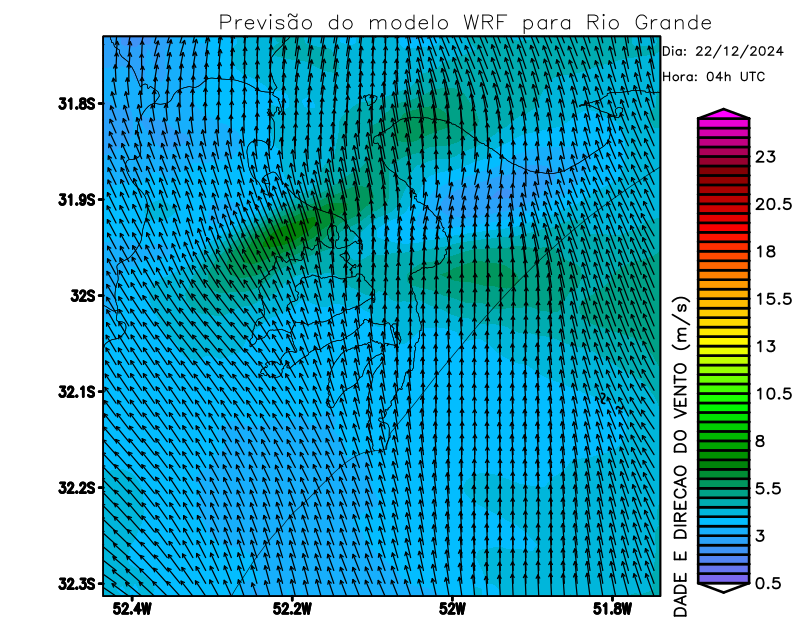 Previsão do modelo WRF para Rio Grande
Dia: 22/12/2024
Hora: 04h UTC
31.8S
31.9S
32S
32.1S
32.2S
32.3S
52.4W
52.2W
52W
51.8W
DADE E DIRECAO DO VENTO (m/s)
23
20.5
18
15.5
13
10.5
8
5.5
3
0.5